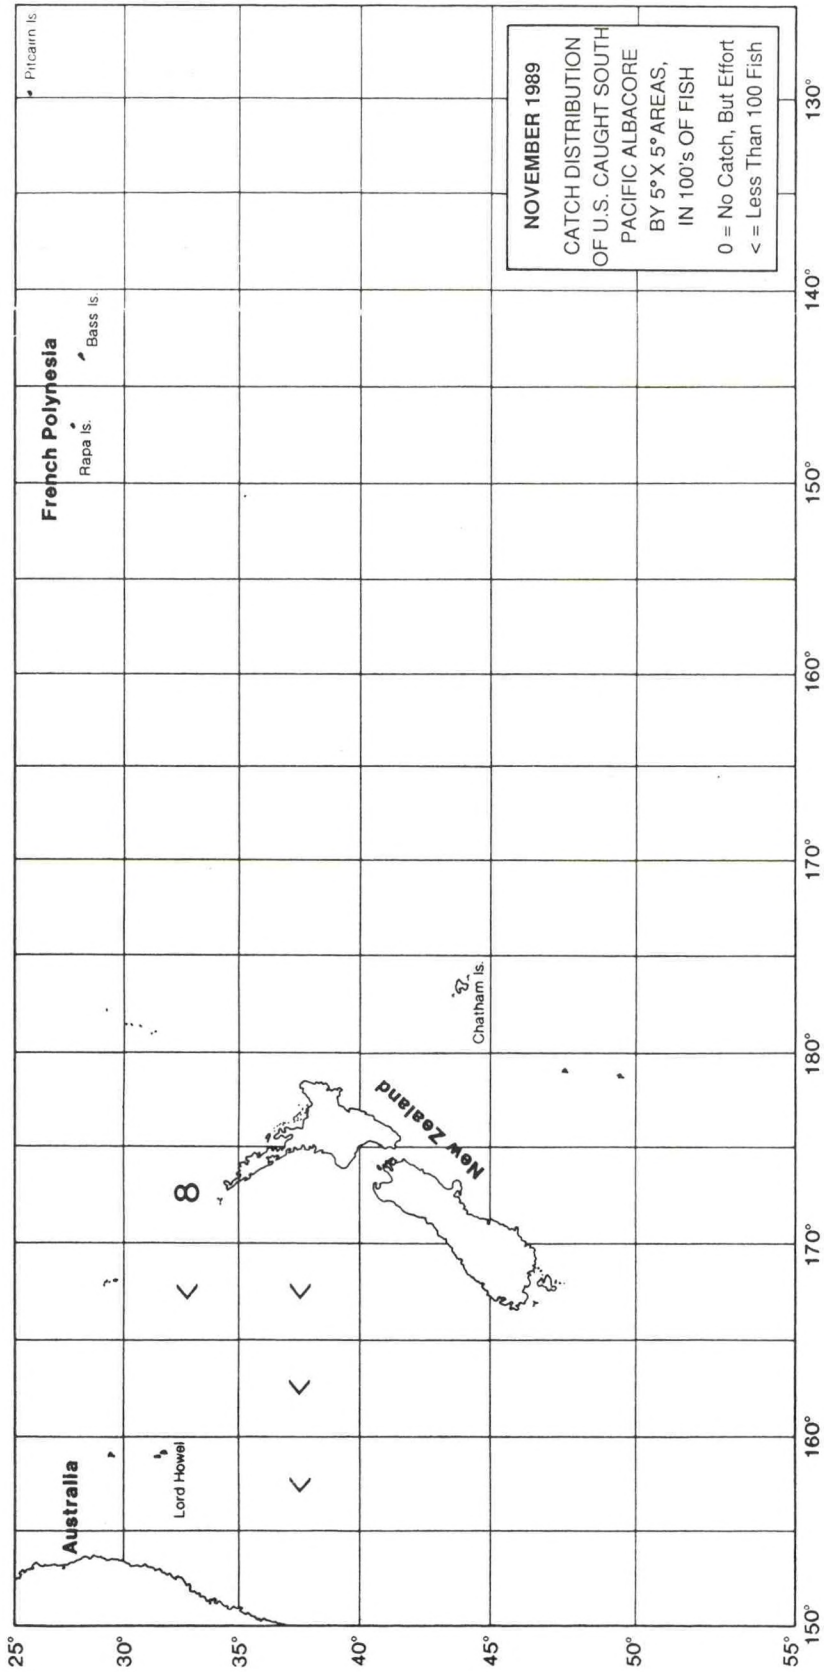 NOVEMBER 1989
CATCH DISTRIBUTION
OF U.S. CAUGHT SOUTH
PACIFIC ALBACORE
BY 5° X 5° AREAS,
IN 100's OF FISH
0 = No Catch, But Effort
< = Less Than 100 Fish
Australia
Lord Howel
New Zealand
Chatham Is.
French Polynesia
Rapa Is.
Bass Is.
Pitcairn Is
8
<
<
<
<
25°
30°
35°
40°
45°
50°
55°
150°
160°
170°
180°
170°
160°
150°
140°
130°